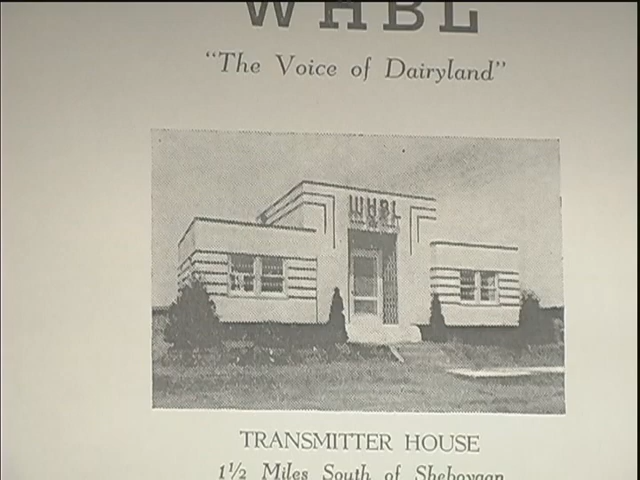 WHBL
"The Voice of Dairyland"
WHBL
TRANSMITTER HOUSE
1½ Miles South of Sheboygan